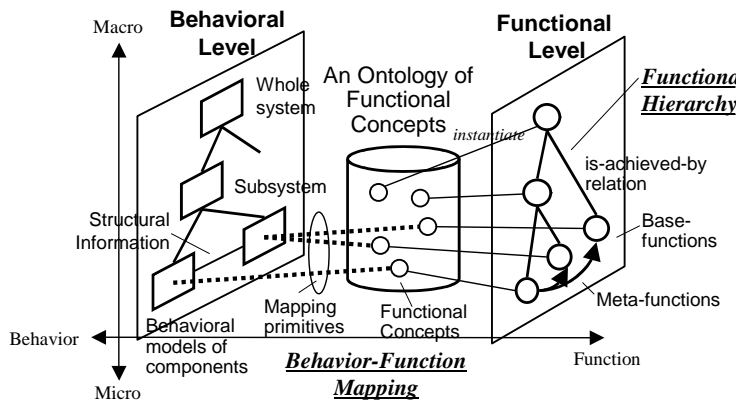 Behavioral
Level
Functional
Level
Macro
An Ontology of
Functional
Concepts
Whole
system
Functiona
Hierarchy
instantiate
is-achieved-by
relation
Subsystem
Structural
Information
Base-
functions
Mapping
primitives
Functional
Concepts
Meta-functions
Behavior
Behavioral
models of
components
Function
Behavior-Function
Mapping
Micro